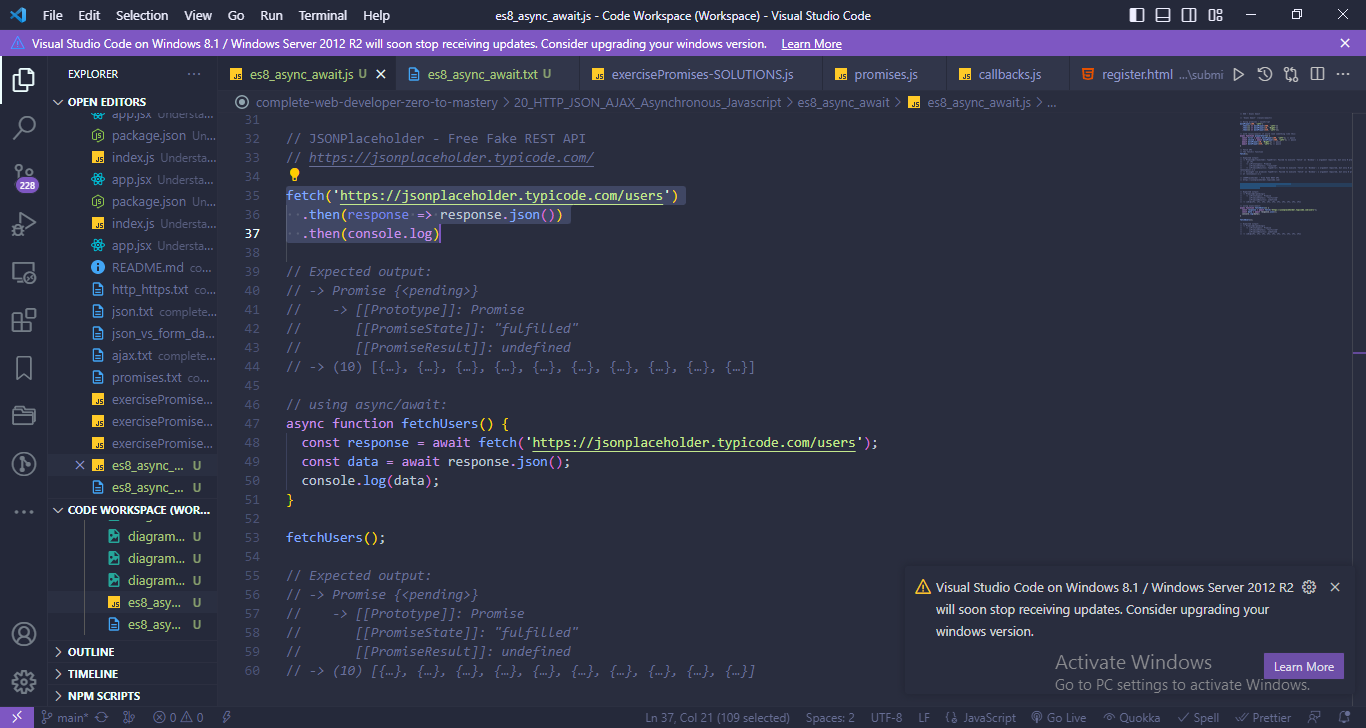 File Edit Selection View Go Run Terminal Help es8_async_await.js - Code Workspace (Workspace) - Visual Studio Code
Visual Studio Code on Windows 8.1 / Windows Server 2012 R2 will soon stop receiving updates. Consider upgrading your windows version. Learn More
EXPLORER
OPEN EDITORS
app.jsx Understa...
package.json Un...
index.js Understa...
app.jsx Understa...
package.json Un...
index.js Understa...
app.jsx Understa...
README.md co...
http_https.txt co...
json.txt complete...
json_vs_form_da...
ajax.txt complete...
promises.txt co...
exercisePromise...
exercisePromise...
exercisePromise...
es8_async_... U
es8_async_... U
CODE WORKSPACE (WOR...
diagram... U
diagram... U
diagram... U
es8_asy... U
es8_asy... U
OUTLINE
TIMELINE
NPM SCRIPTS
228
es8_async_await.js U es8_async_await.txt U exercisePromises-SOLUTIONS.js promises.js callbacks.js register.html ...\submi
complete-web-developer-zero-to-mastery > 20_HTTP_JSON_AJAX_Asynchronous_Javascript > es8_async_await > es8_async_await.js > ...
31
32 // JSONPlaceholder - Free Fake REST API
33 // https://jsonplaceholder.typicode.com/
34
35 fetch('https://jsonplaceholder.typicode.com/users')
36 .then(response => response.json())
37 .then(console.log)
38
39 // Expected output:
40 // -> Promise {<pending>}
41 // -> [[Prototype]]: Promise
42 // [[PromiseState]]: "fulfilled"
43 // [[PromiseResult]]: undefined
44 // -> (10) [{…}, {…}, {…}, {…}, {…}, {…}, {…}, {…}, {…}, {…}]
45
46 // using async/await:
47 async function fetchUsers() {
48 const response = await fetch('https://jsonplaceholder.typicode.com/users');
49 const data = await response.json();
50 console.log(data);
51 }
52
53 fetchUsers();
54
55 // Expected output:
56 // -> Promise {<pending>}
57 // -> [[Prototype]]: Promise
58 // [[PromiseState]]: "fulfilled"
59 // [[PromiseResult]]: undefined
60 // -> (10) [{…}, {…}, {…}, {…}, {…}, {…}, {…}, {…}, {…}, {…}]
Visual Studio Code on Windows 8.1 / Windows Server 2012 R2
will soon stop receiving updates. Consider upgrading your
windows version.
Learn More
Activate Windows
Go to PC settings to activate Windows.
main* 0 0 Ln 37, Col 21 (109 selected) Spaces: 2 UTF-8 LF {} JavaScript Go Live Quokka Spell Prettier